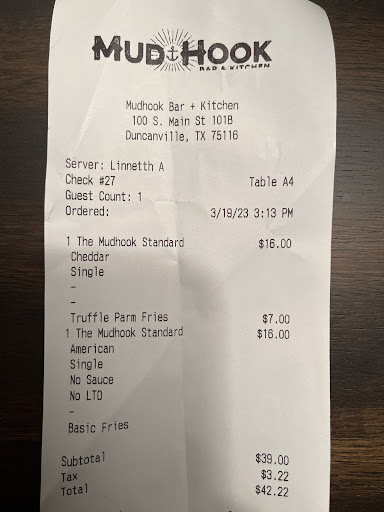 MUD HOOK
BAR & KITCHEN
Mudhook Bar + Kitchen
100 S. Main St 101B
Duncanville, TX 75116
Server: Linnetth A
Check #27 Table A4
Guest Count: 1
Ordered: 3/19/23 3:13 PM
1 The Mudhook Standard $16.00
Cheddar
Single
-
-
Truffle Parm Fries $7.00
1 The Mudhook Standard $16.00
American
Single
No Sauce
No LTO
-
Basic Fries
Subtotal $39.00
Tax $3.22
Total $42.22